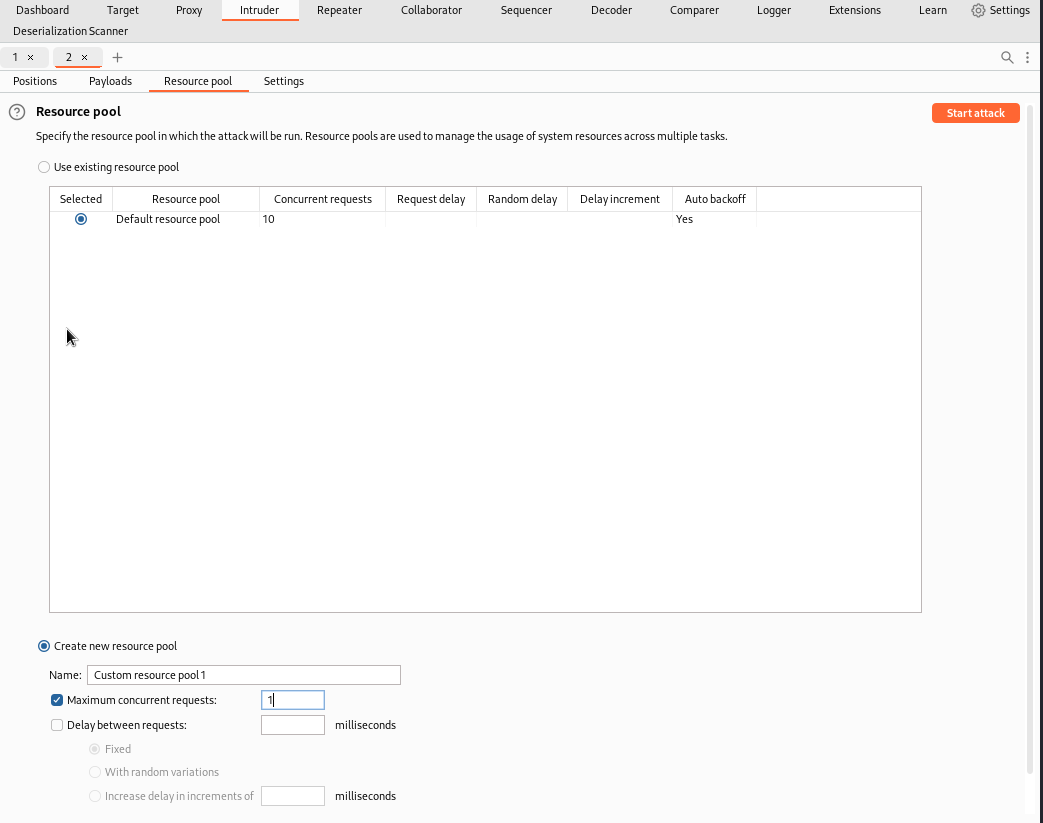 Dashboard Target Proxy Intruder Repeater Collaborator Sequencer Decoder Comparer Logger Extensions Learn Settings
Deserialization Scanner
1 × 2 × +
Positions Payloads Resource pool Settings
? Resource pool Start attack
Specify the resource pool in which the attack will be run. Resource pools are used to manage the usage of system resources across multiple tasks.
Use existing resource pool
Selected Resource pool Concurrent requests Request delay Random delay Delay increment Auto backoff
Default resource pool 10 Yes
Create new resource pool
Name: Custom resource pool 1
Maximum concurrent requests: 1
Delay between requests: milliseconds
Fixed
With random variations
Increase delay in increments of milliseconds